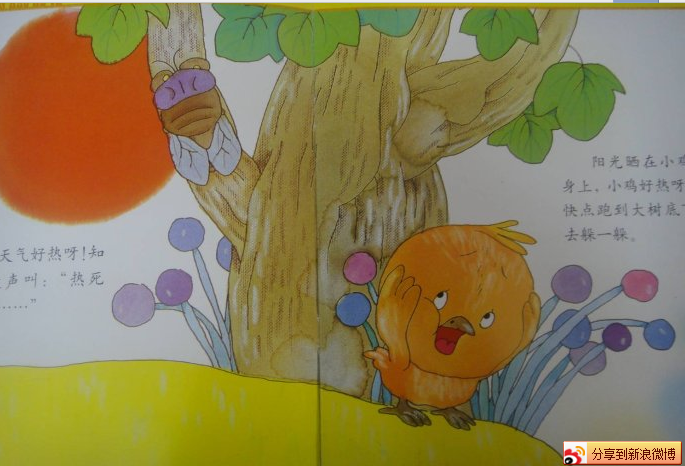 天气好热呀！知
声叫：“热死
……”
阳光晒在小鸡
身上，小鸡好热呀
快点跑到大树底
去躲一躲。
分享到新浪微博